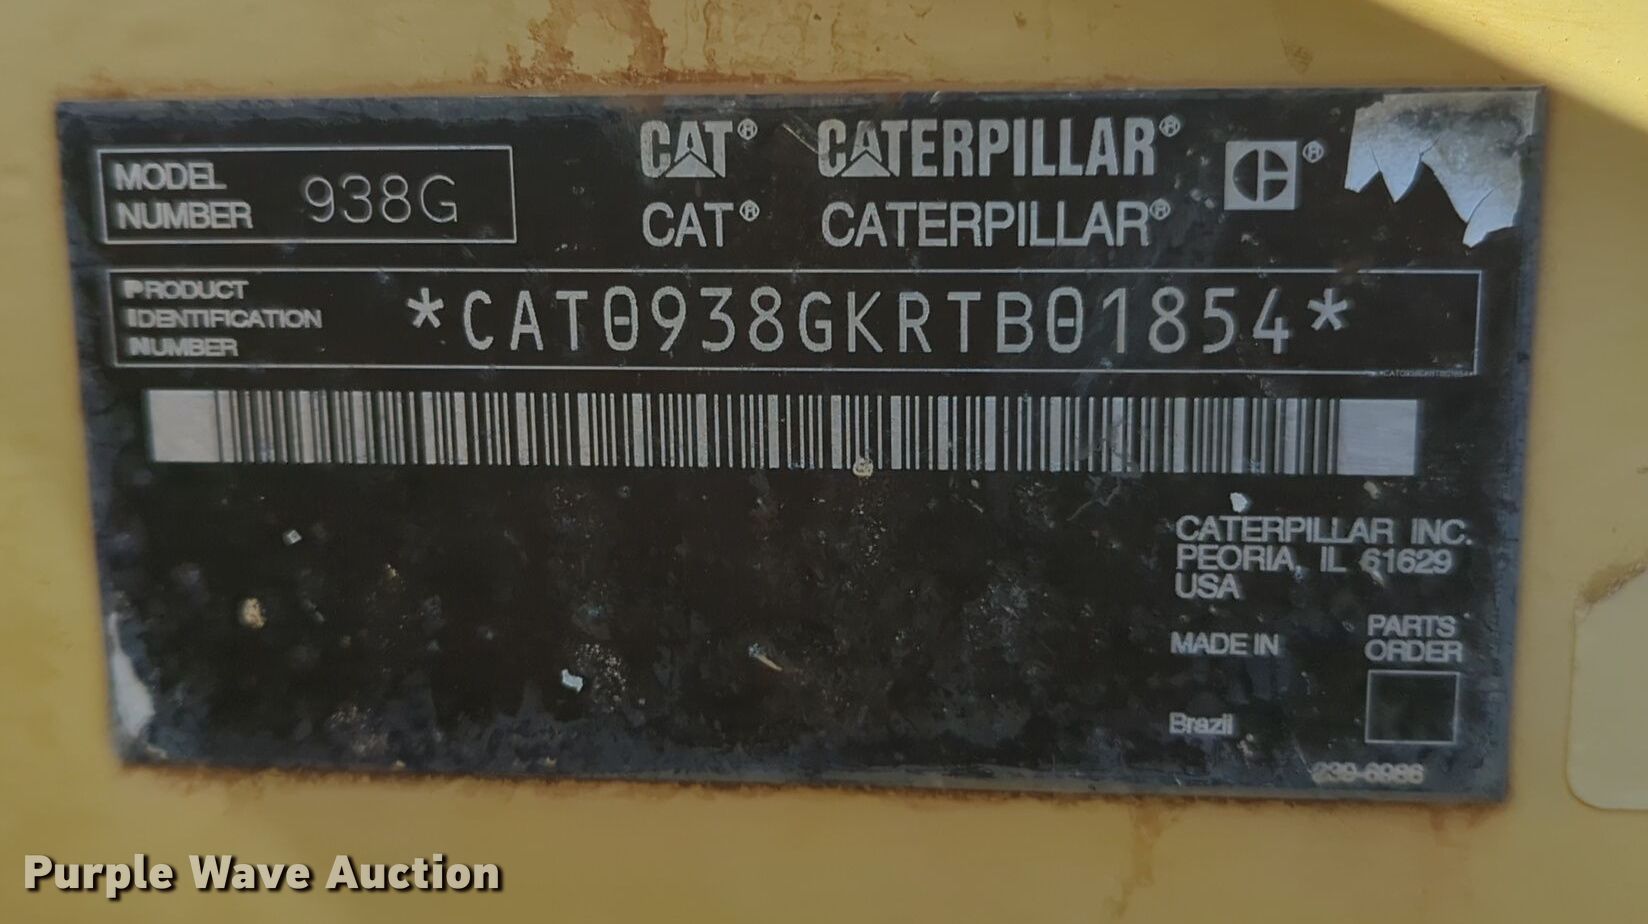 MODEL NUMBER 938G
CAT® CATERPILLAR® ®
CAT® CATERPILLAR®
PRODUCT
IDENTIFICATION
NUMBER
*CAT0938GKRTB01854*
CATERPILLAR INC.
PEORIA, IL 61629
USA
MADE IN
Brazil
PARTS
ORDER
Purple Wave Auction